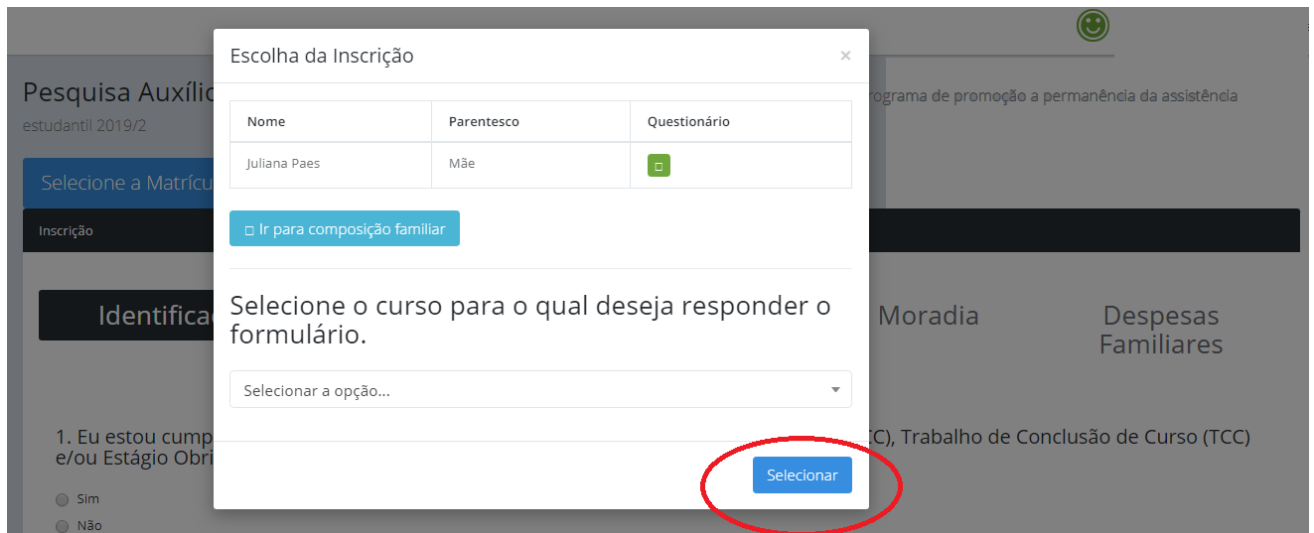 Escolha da Inscrição
×
Pesquisa Auxílio
rograma de promoção a permanência da assistência
estudantil 2019/2
Nome Parentesco Questionário
Juliana Paes Mãe
Selecione a Matrícu
Inscrição
Ir para composição familiar
Identifica
Selecione o curso para o qual deseja responder o
formulário.
Moradia
Despesas
Familiares
Selecionar a opção...
1. Eu estou cump
CC), Trabalho de Conclusão de Curso (TCC)
e/ou Estágio Obri
Selecionar
Sim
Não